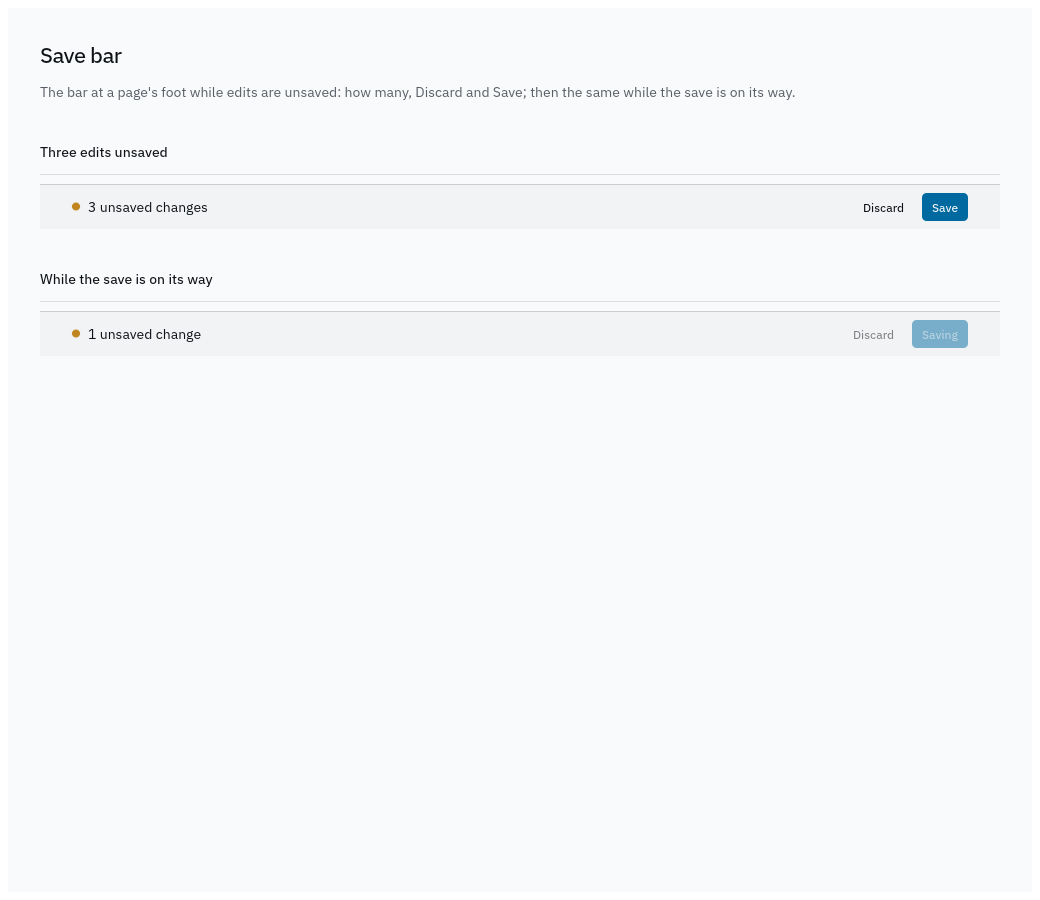 Save bar
The bar at a page's foot while edits are unsaved: how many, Discard and Save; then the same while the save is on its way.
Three edits unsaved
3 unsaved changes
Discard
Save
While the save is on its way
1 unsaved change
Discard
Saving